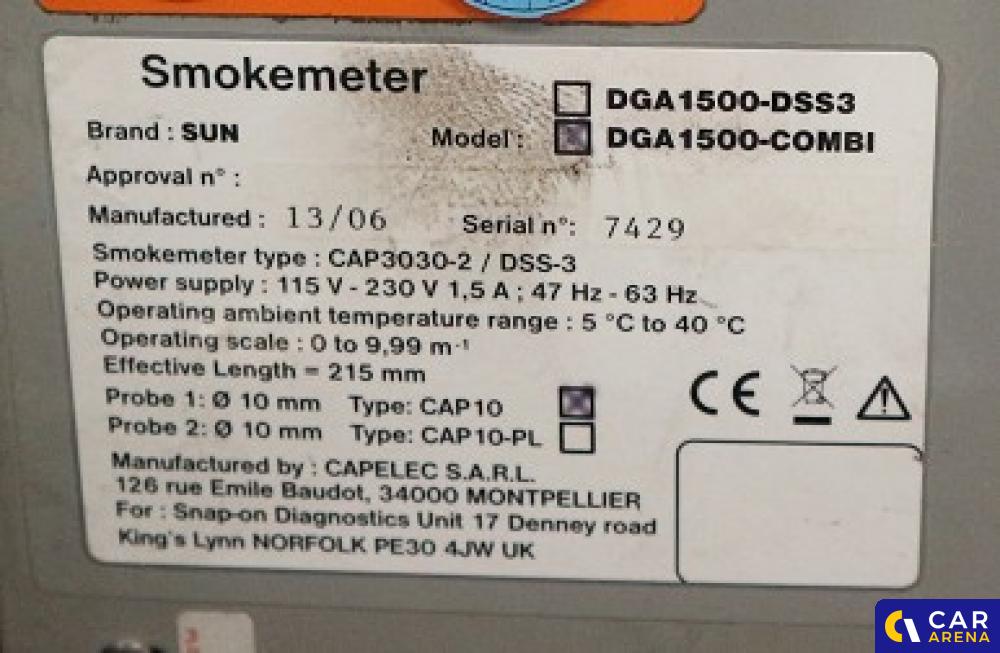 Smokemeter
☐ DGA1500-DSS3
Brand : SUN Model : ☒ DGA1500-COMBI
Approval n° :
Manufactured : 13/06 Serial n°: 7429
Smokemeter type : CAP3030-2 / DSS-3
Power supply : 115 V - 230 V 1,5 A ; 47 Hz - 63 Hz
Operating ambient temperature range : 5 °C to 40 °C
Operating scale : 0 to 9,99 m⁻¹
Effective Length = 215 mm
Probe 1: Ø 10 mm Type: CAP10 ☒
Probe 2: Ø 10 mm Type: CAP10-PL ☐
CE
Manufactured by : CAPELEC S.A.R.L.
126 rue Emile Baudot, 34000 MONTPELLIER
For : Snap-on Diagnostics Unit 17 Denney road
King's Lynn NORFOLK PE30 4JW UK
CAR
ARENA